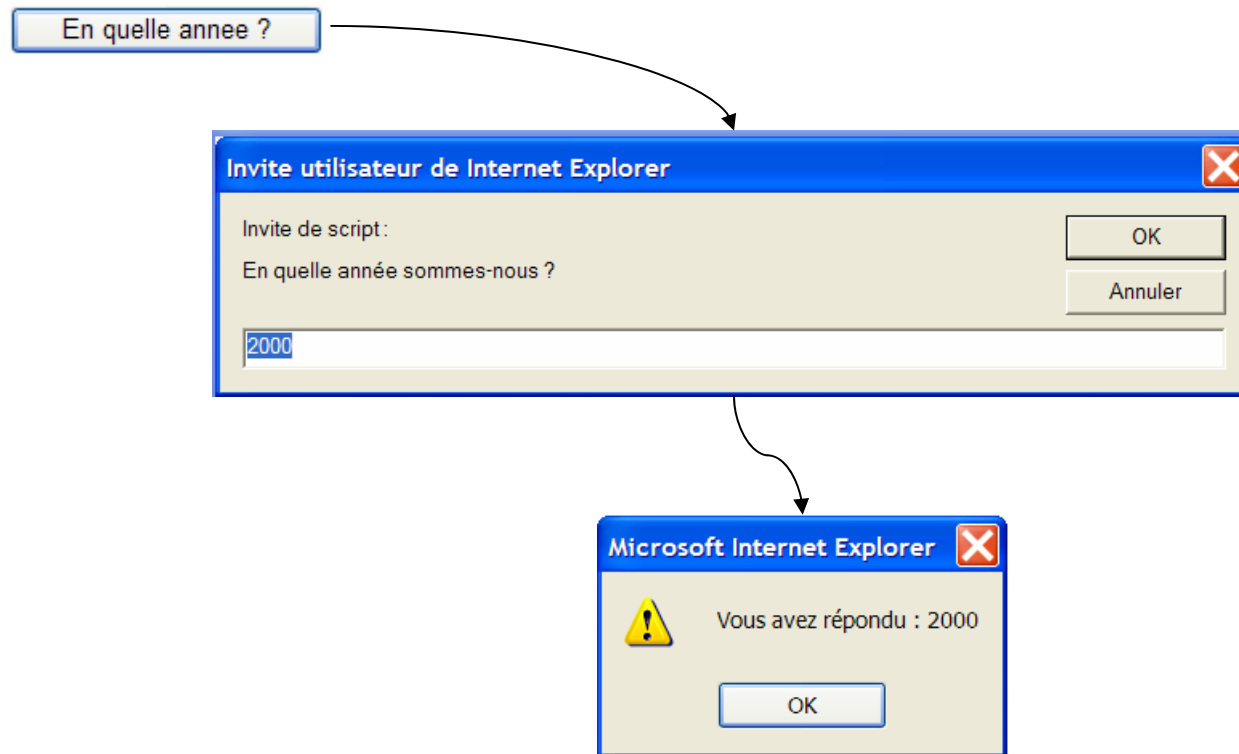 En quelle annee ?
Invite utilisateur de Internet Explorer
Invite de script :
OK
En quelle année sommes-nous ?
Annuler
2000
Microsoft Internet Explorer
Vous avez répondu : 2000
OK